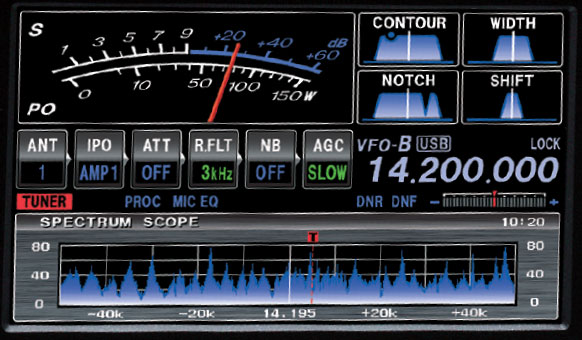 S
1 3 5 7 9 +20 +40 +60 dB
0 10 50 100 150 W
PO
CONTOUR WIDTH
NOTCH SHIFT
ANT IPO ATT R.FLT NB AGC
1 AMP1 OFF 3kHz OFF SLOW
VFO-B USB LOCK
14.200.000
TUNER PROC MIC EQ DNR DNF - +
SPECTRUM SCOPE 10:20
T
80 80
40 40
0 0
-40k -20k 14.195 +20k +40k